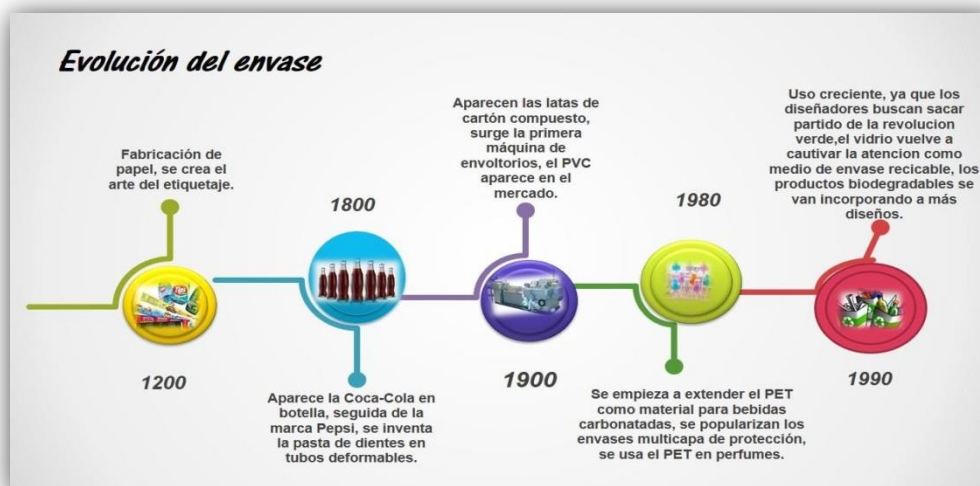 Evolución del envase
Fabricación de
papel, se crea el
arte del etiquetaje.
1200
1800
Aparece la Coca-Cola en
botella, seguida de la
marca Pepsi, se inventa
la pasta de dientes en
tubos deformables.
Aparecen las latas de
cartón compuesto,
surge la primera
máquina de
envoltorios, el PVC
aparece en el
mercado.
1900
1980
Se empieza a extender el PET
como material para bebidas
carbonatadas, se popularizan los
envases multicapa de protección,
se usa el PET en perfumes.
Uso creciente, ya que los
diseñadores buscan sacar
partido de la revolucion
verde,el vidrio vuelve a
cautivar la atencion como
medio de envase recicable, los
productos biodegradables se
van incorporando a más
diseños.
1990